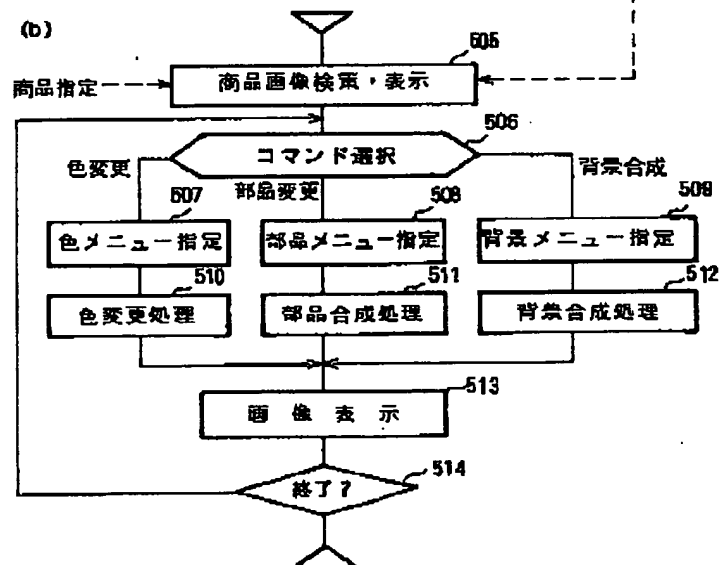 (b)
505
商品指定
商品画像検索・表示
506
コマンド選択
色変更
部品変更
背景合成
507
508
509
色メニュー指定
部品メニュー指定
背景メニュー指定
510
511
512
色変更処理
部品合成処理
背景合成処理
513
画像表示
514
終了?